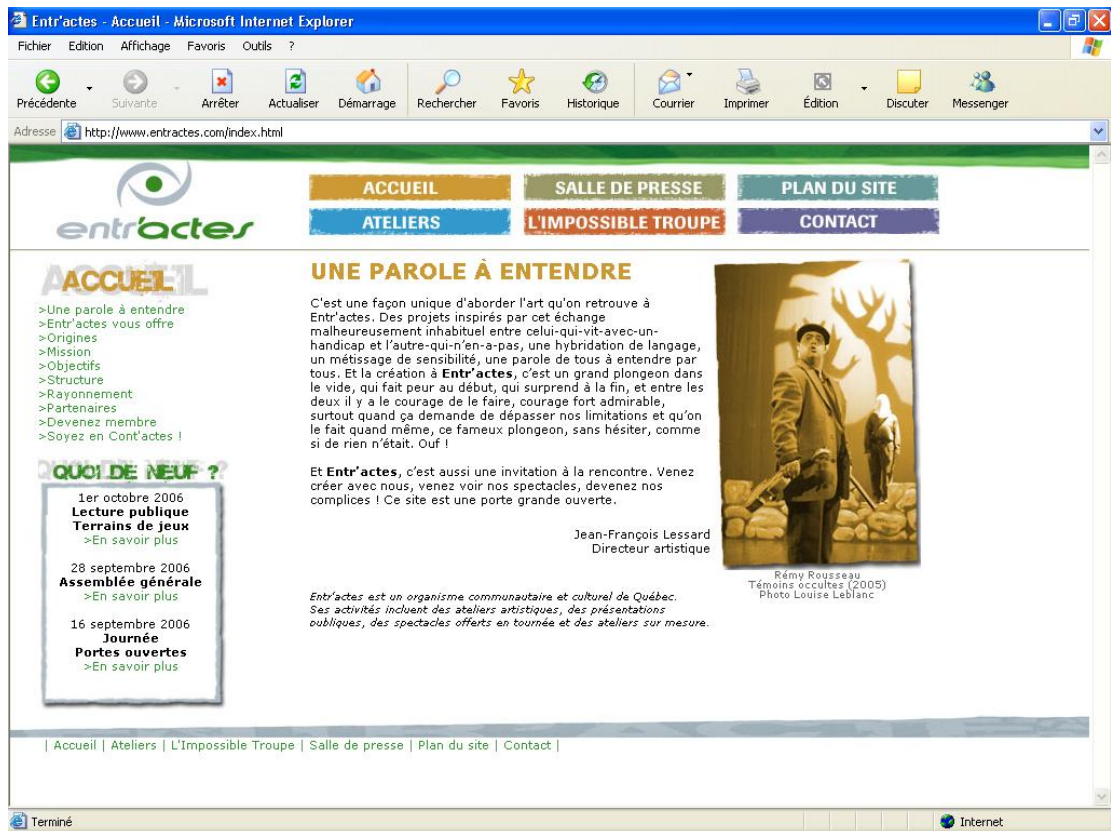 Entr'actes - Accueil - Microsoft Internet Explorer
Fichier Edition Affichage Favoris Outils ?
Précédente Suivante Arrêter Actualiser Démarrage Rechercher Favoris Historique Courrier Imprimer Édition Discuter Messenger
Adresse http://www.entractes.com/index.html
entr'actes
ACCUEIL SALLE DE PRESSE PLAN DU SITE
ATELIERS L'IMPOSSIBLE TROUPE CONTACT
ACCUEIL
>Une parole à entendre
>Entr'actes vous offre
>Origines
>Mission
>Objectifs
>Structure
>Rayonnement
>Partenaires
>Devenez membre
>Soyez en Cont'actes !
QUOI DE NEUF ?
1er octobre 2006
Lecture publique
Terrains de jeux
>En savoir plus
28 septembre 2006
Assemblée générale
>En savoir plus
16 septembre 2006
Journée
Portes ouvertes
>En savoir plus
UNE PAROLE À ENTENDRE
C'est une façon unique d'aborder l'art qu'on retrouve à
Entr'actes. Des projets inspirés par cet échange
malheureusement inhabituel entre celui-qui-vit-avec-un-
handicap et l'autre-qui-n'en-a-pas, une hybridation de langage,
un métissage de sensibilité, une parole de tous à entendre par
tous. Et la création à Entr'actes, c'est un grand plongeon dans
le vide, qui fait peur au début, qui surprend à la fin, et entre les
deux il y a le courage de le faire, courage fort admirable,
surtout quand ça demande de dépasser nos limitations et qu'on
le fait quand même, ce fameux plongeon, sans hésiter, comme
si de rien n'était. Ouf !
Et Entr'actes, c'est aussi une invitation à la rencontre. Venez
créer avec nous, venez voir nos spectacles, devenez nos
complices ! Ce site est une porte grande ouverte.
Jean-François Lessard
Directeur artistique
Entr'actes est un organisme communautaire et culturel de Québec.
Ses activités incluent des ateliers artistiques, des présentations
publiques, des spectacles offerts en tournée et des ateliers sur mesure.
Rémy Rousseau
Témoins occultes (2005)
Photo Louise Leblanc
| Accueil | Ateliers | L'Impossible Troupe | Salle de presse | Plan du site | Contact |
Terminé Internet